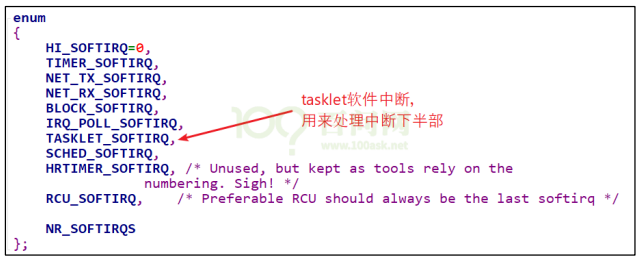 enum
{
HI_SOFTIRQ=0,
TIMER_SOFTIRQ,
NET_TX_SOFTIRQ,
NET_RX_SOFTIRQ,
BLOCK_SOFTIRQ,
IRQ_POLL_SOFTIRQ,
TASKLET_SOFTIRQ,
SCHED_SOFTIRQ,
HRTIMER_SOFTIRQ, /* Unused, but kept as tools rely on the
numbering. Sigh! */
RCU_SOFTIRQ, /* Preferable RCU should always be the last softirq */
NR_SOFTIRQS
};
tasklet软件中断,
用来处理中断下半部
www.100ask.net